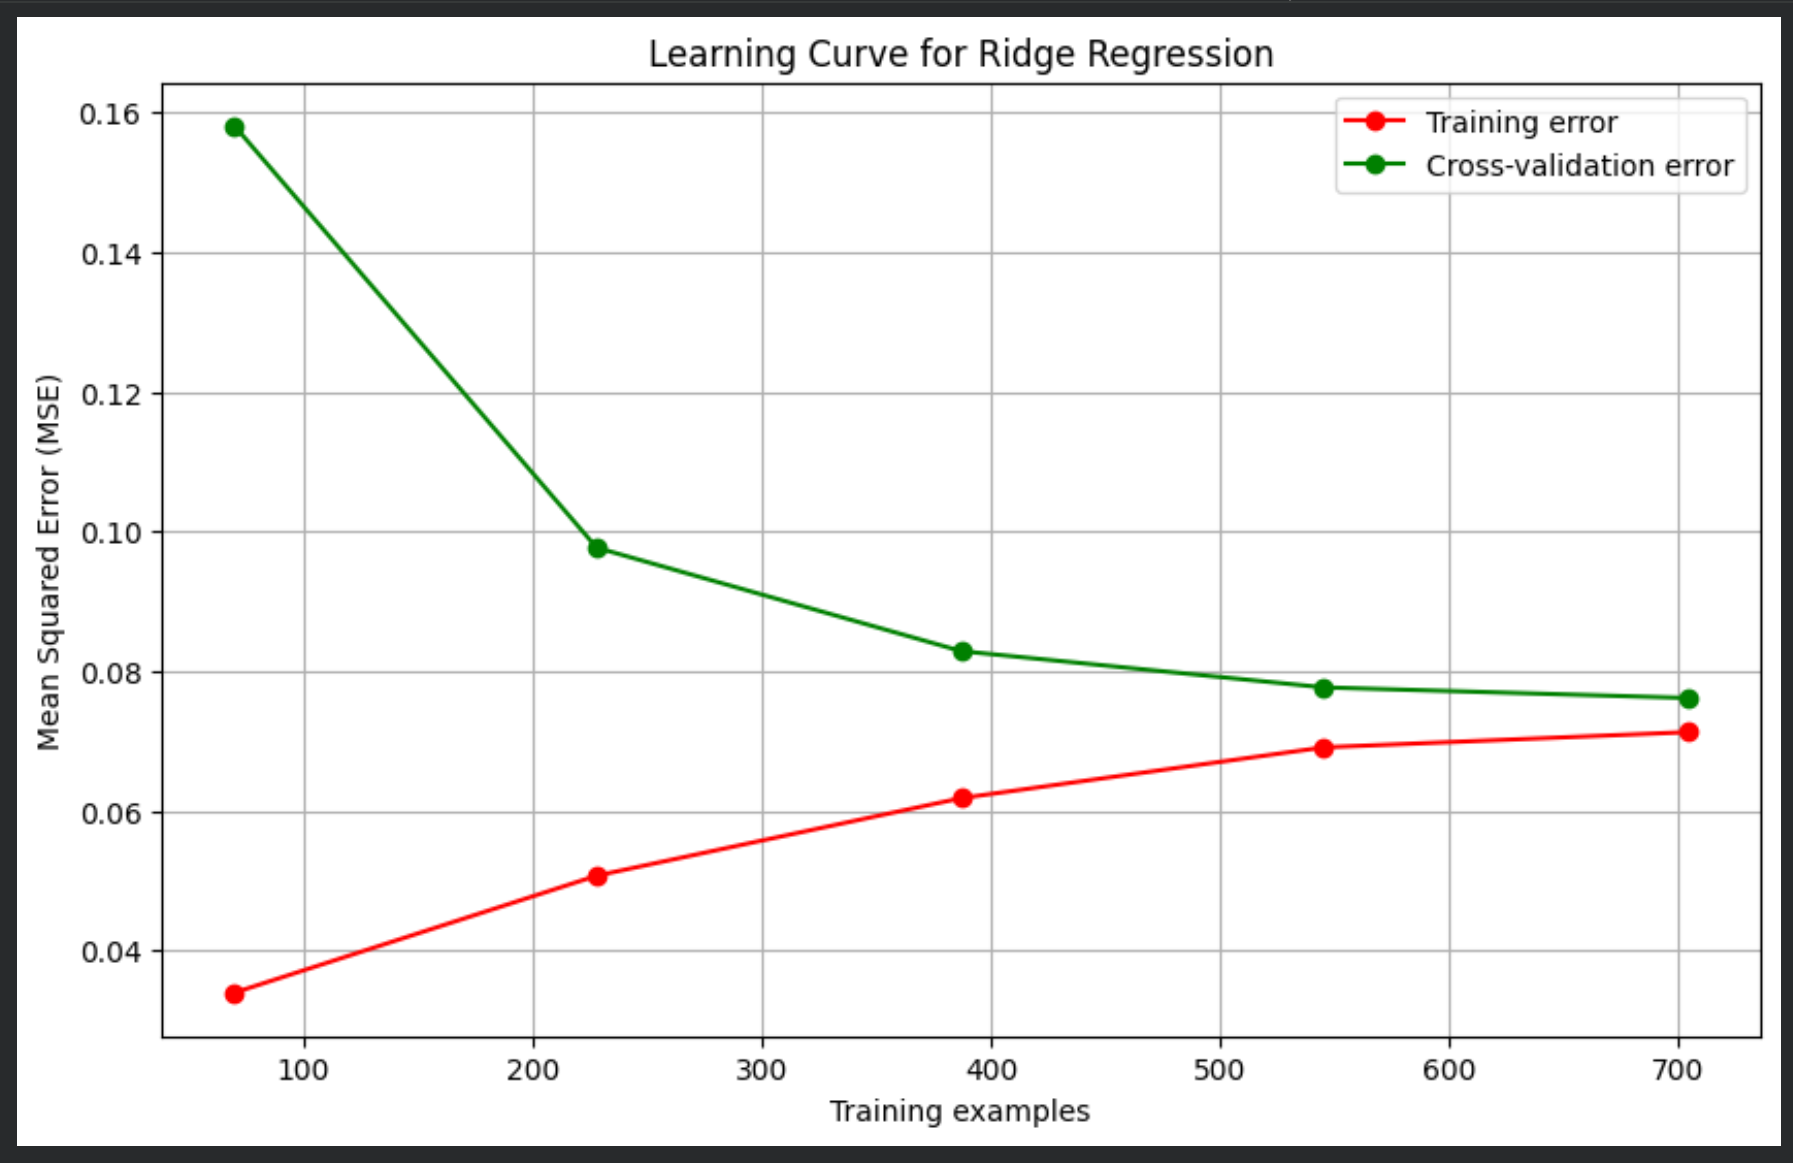 Learning Curve for Ridge Regression
Training error
Cross-validation error
Mean Squared Error (MSE)
0.16
0.14
0.12
0.10
0.08
0.06
0.04
100 200 300 400 500 600 700
Training examples